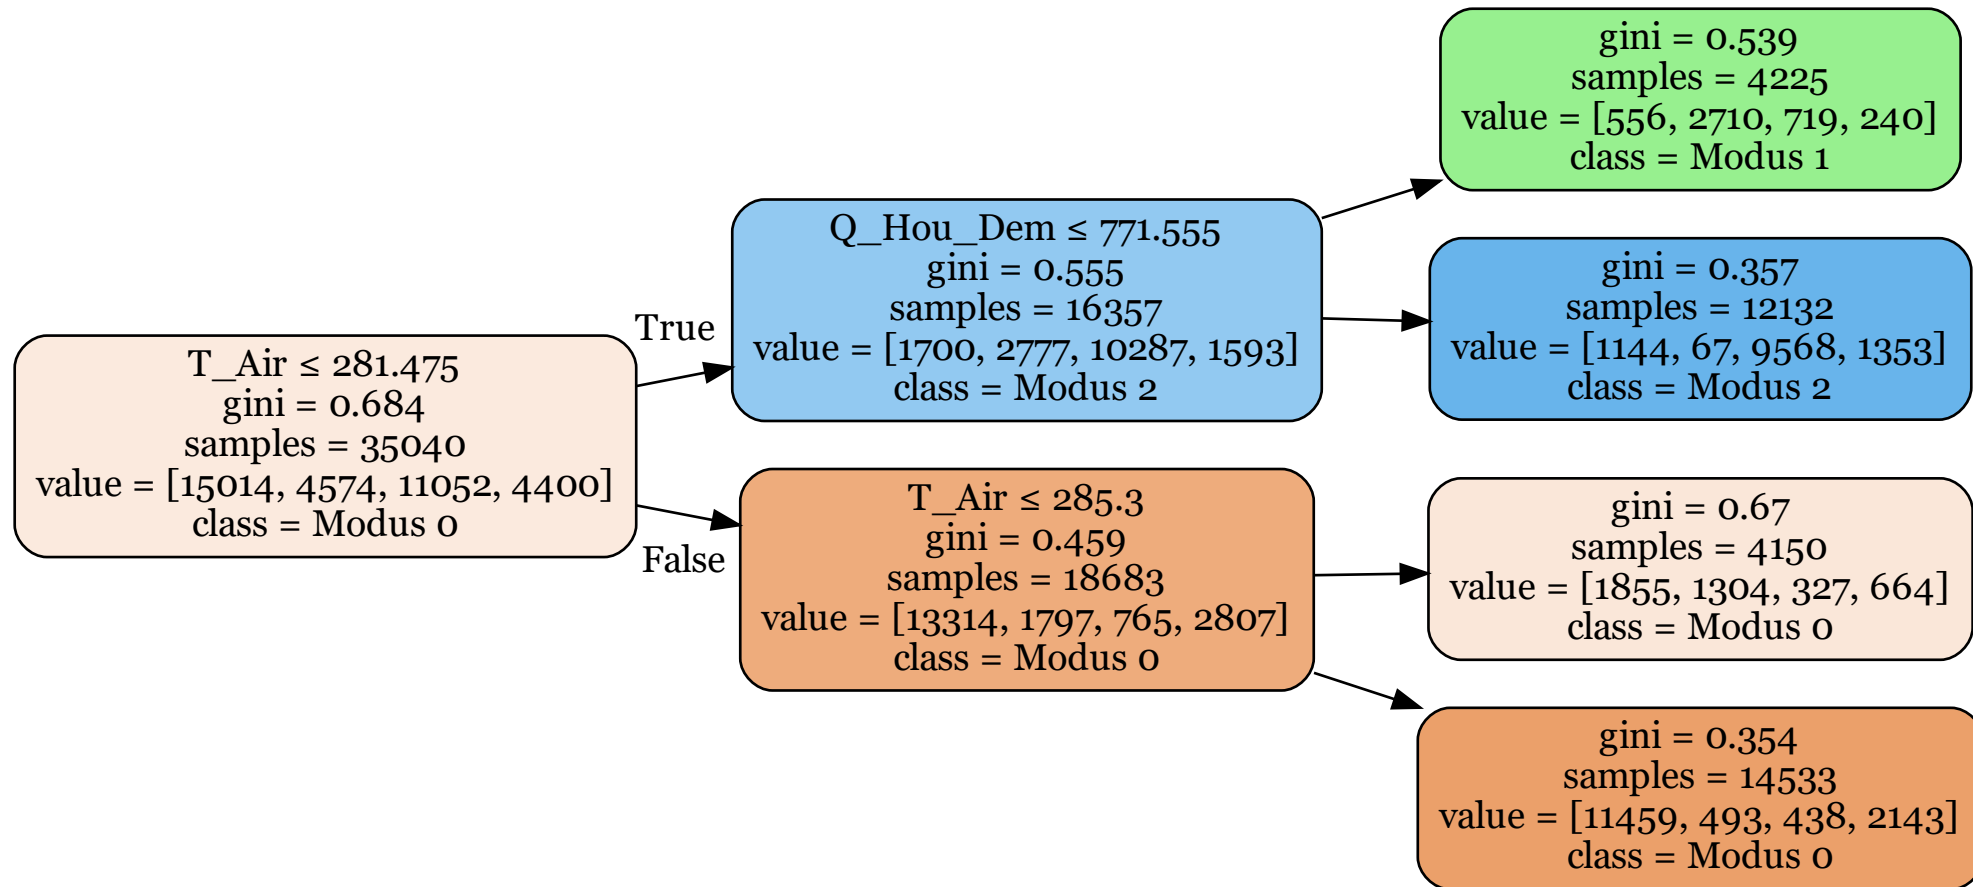 T_Air ≤ 281.475
gini = 0.684
samples = 35040
value = [15014, 4574, 11052, 4400]
class = Modus 0
True
False
Q_Hou_Dem ≤ 771.555
gini = 0.555
samples = 16357
value = [1700, 2777, 10287, 1593]
class = Modus 2
T_Air ≤ 285.3
gini = 0.459
samples = 18683
value = [13314, 1797, 765, 2807]
class = Modus 0
gini = 0.539
samples = 4225
value = [556, 2710, 719, 240]
class = Modus 1
gini = 0.357
samples = 12132
value = [1144, 67, 9568, 1353]
class = Modus 2
gini = 0.67
samples = 4150
value = [1855, 1304, 327, 664]
class = Modus 0
gini = 0.354
samples = 14533
value = [11459, 493, 438, 2143]
class = Modus 0